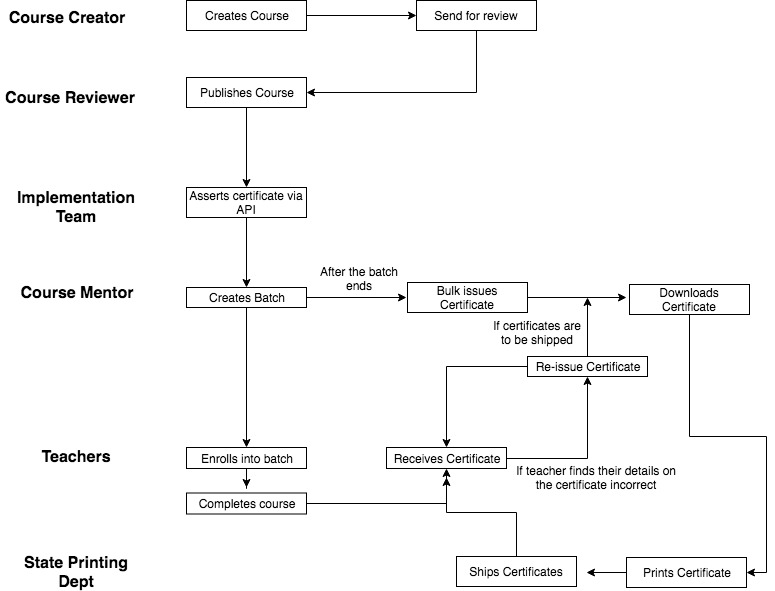 Course Creator
Creates Course
Send for review
Course Reviewer
Publishes Course
Implementation
Team
Asserts certificate via
API
Course Mentor
Creates Batch
After the batch
ends
Bulk issues
Certificate
Downloads
Certificate
If certificates are
to be shipped
Re-issue Certificate
Teachers
Enrolls into batch
Receives Certificate
If teacher finds their details on
the certificate incorrect
Completes course
State Printing
Dept
Ships Certificates
Prints Certificate